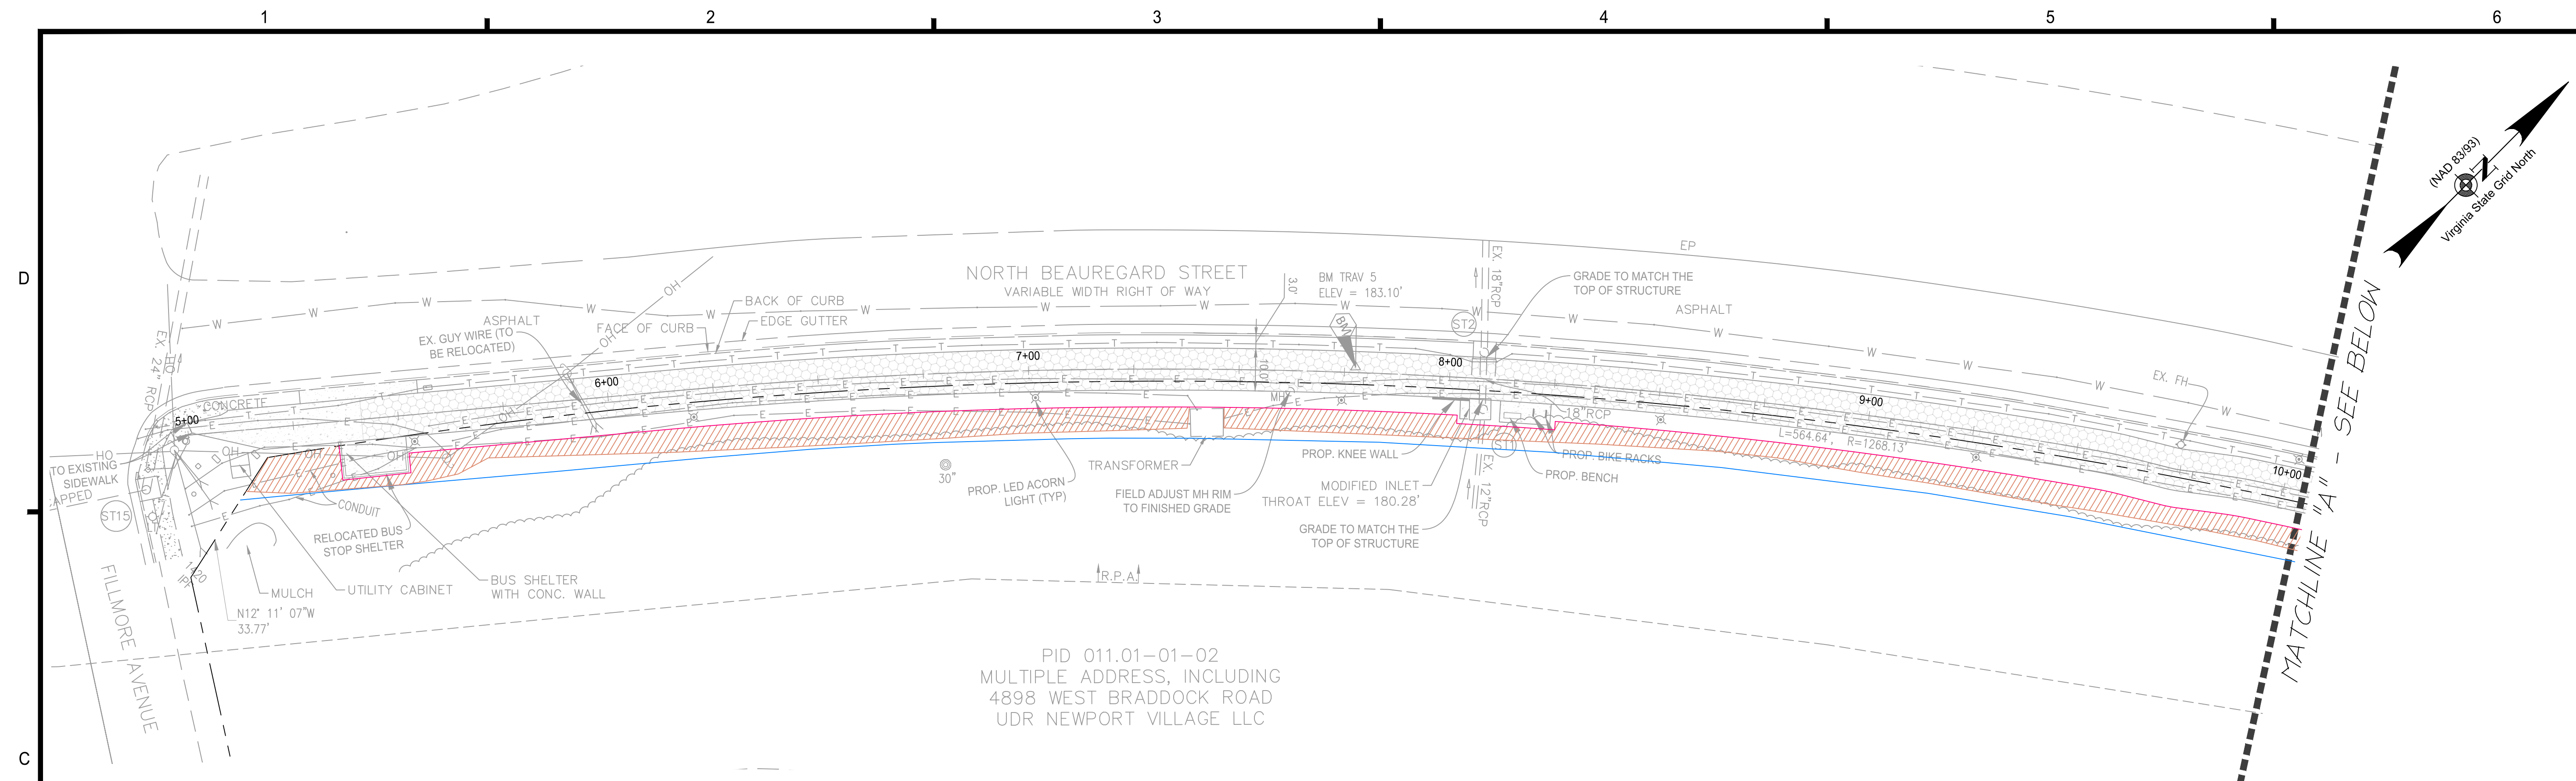 1
2
3
4
5
6
D
C
(NAD 83/93)
N
Virginia State Grid North
MATCHLINE "A" - SEE BELOW
NORTH BEAUREGARD STREET
VARIABLE WIDTH RIGHT OF WAY
BM TRAV 5
ELEV = 183.10'
BM
3.0'
10.0'
EP
EX. 18"RCP
GRADE TO MATCH THE
TOP OF STRUCTURE
ASPHALT
ST2
BACK OF CURB
EDGE GUTTER
FACE OF CURB
ASPHALT
EX. GUY WIRE (TO
BE RELOCATED)
EX. 24" RCP
CONCRETE
5+00
6+00
7+00
8+00
9+00
10+00
EX. FH
18"RCP
L=564.64', R=1268.13'
TO EXISTING
SIDEWALK
ST15
CONDUIT
RELOCATED BUS
STOP SHELTER
MULCH
UTILITY CABINET
BUS SHELTER
WITH CONC. WALL
N12° 11' 07"W
33.77'
FILLMORE AVENUE
30"
PROP. LED ACORN
LIGHT (TYP)
TRANSFORMER
FIELD ADJUST MH RIM
TO FINISHED GRADE
MH
PROP. KNEE WALL
MODIFIED INLET
THROAT ELEV = 180.28'
GRADE TO MATCH THE
TOP OF STRUCTURE
EX. 12"RCP
PROP. BIKE RACKS
PROP. BENCH
R.P.A.
PID 011.01-01-02
MULTIPLE ADDRESS, INCLUDING
4898 WEST BRADDOCK ROAD
UDR NEWPORT VILLAGE LLC